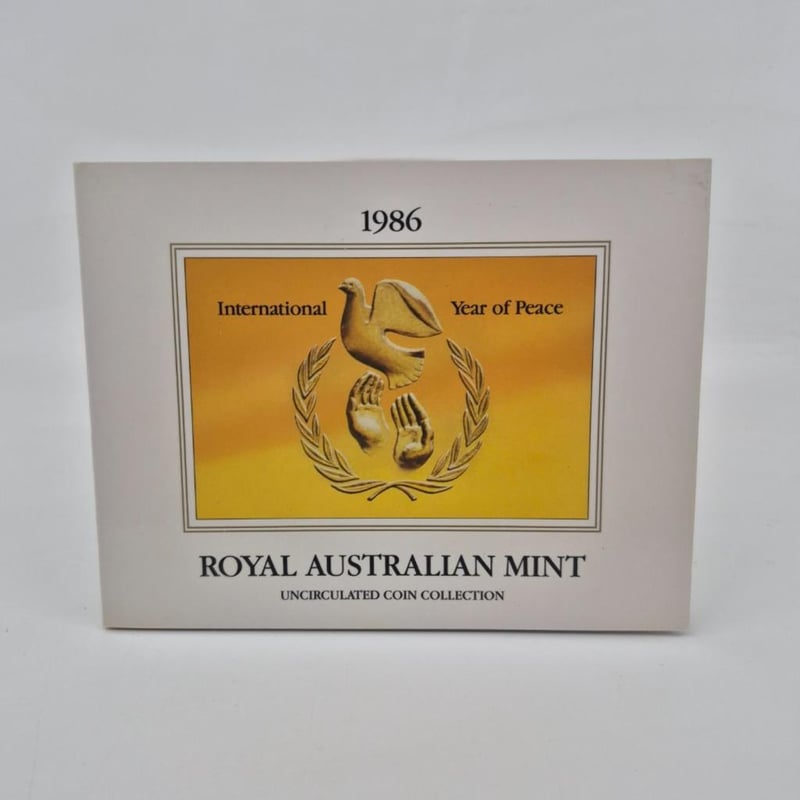 1986
International Year of Peace
ROYAL AUSTRALIAN MINT
UNCIRCULATED COIN COLLECTION